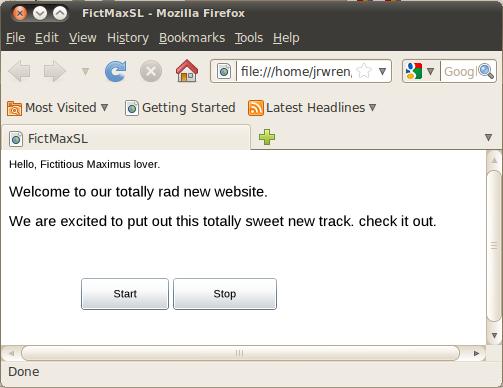 FictMaxSL - Mozilla Firefox
File Edit View History Bookmarks Tools Help
file:///home/jrwren, Googl
Most Visited Getting Started Latest Headlines
FictMaxSL
Hello, Fictitious Maximus lover.
Welcome to our totally rad new website.
We are excited to put out this totally sweet new track. check it out.
Start Stop
Done